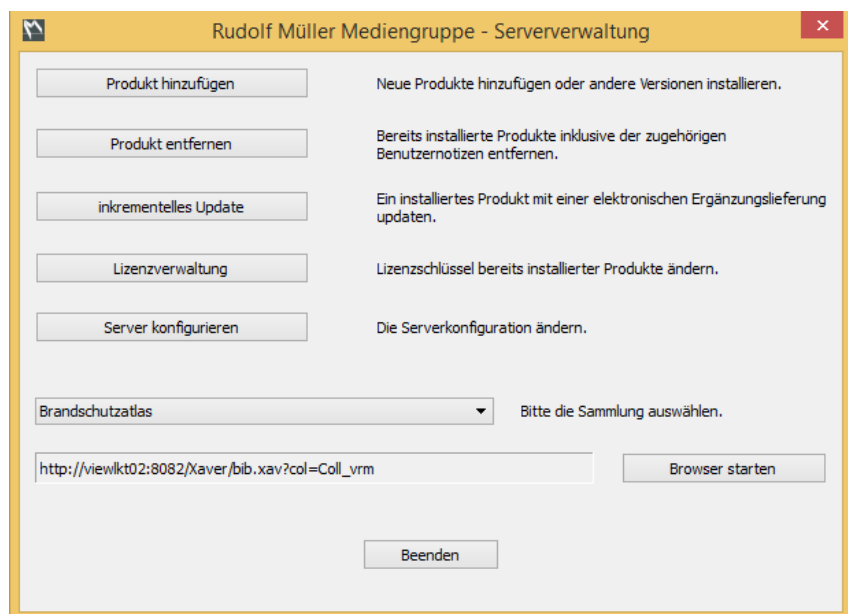 Rudolf Müller Mediengruppe - Serververwaltung
Produkt hinzufügen
Neue Produkte hinzufügen oder andere Versionen installieren.
Produkt entfernen
Bereits installierte Produkte inklusive der zugehörigen
Benutzernotizen entfernen.
inkrementelles Update
Ein installiertes Produkt mit einer elektronischen Ergänzungslieferung
updaten.
Lizenzverwaltung
Lizenzschlüssel bereits installierter Produkte ändern.
Server konfigurieren
Die Serverkonfiguration ändern.
Brandschutzatlas
Bitte die Sammlung auswählen.
http://viewlkt02:8082/Xaver/bib.xav?col=Coll_vrm
Browser starten
Beenden